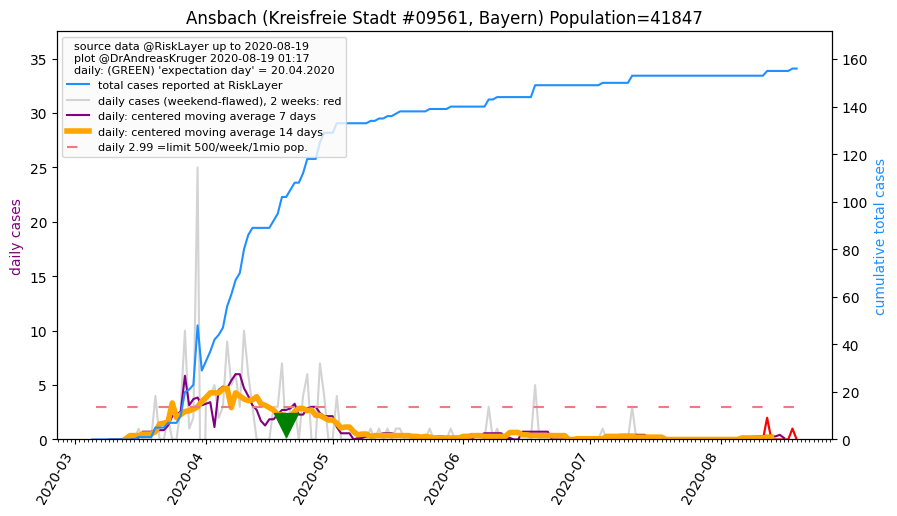 Ansbach (Kreisfreie Stadt #09561, Bayern) Population=41847
source data @RiskLayer up to 2020-08-19
plot @DrAndreasKruger 2020-08-19 01:17
daily: (GREEN) 'expectation day' = 20.04.2020
total cases reported at RiskLayer
daily cases (weekend-flawed), 2 weeks: red
daily: centered moving average 7 days
daily: centered moving average 14 days
daily 2.99 =limit 500/week/1mio pop.
daily cases
35
30
25
20
15
10
5
0
cumulative total cases
160
140
120
100
80
60
40
20
0
2020-03
2020-04
2020-05
2020-06
2020-07
2020-08